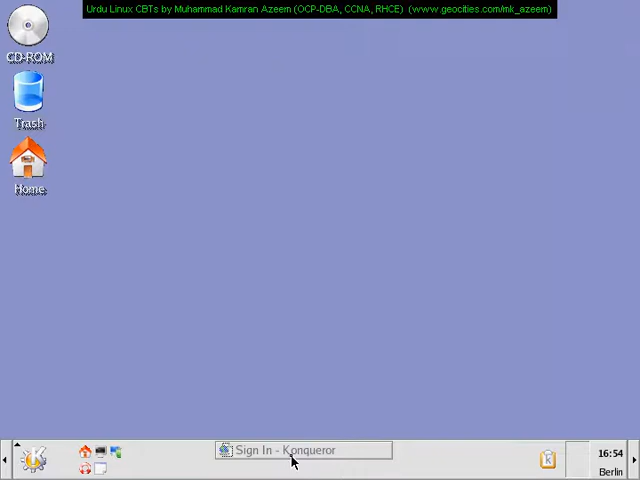 Urdu Linux CBTs by Muhammad Kamran Azeem (OCP-DBA, CCNA, RHCE) (www.geocities.com/mk_azeem)
CD-ROM
Trash
Home
Sign In - Konqueror
16:54
Berlin